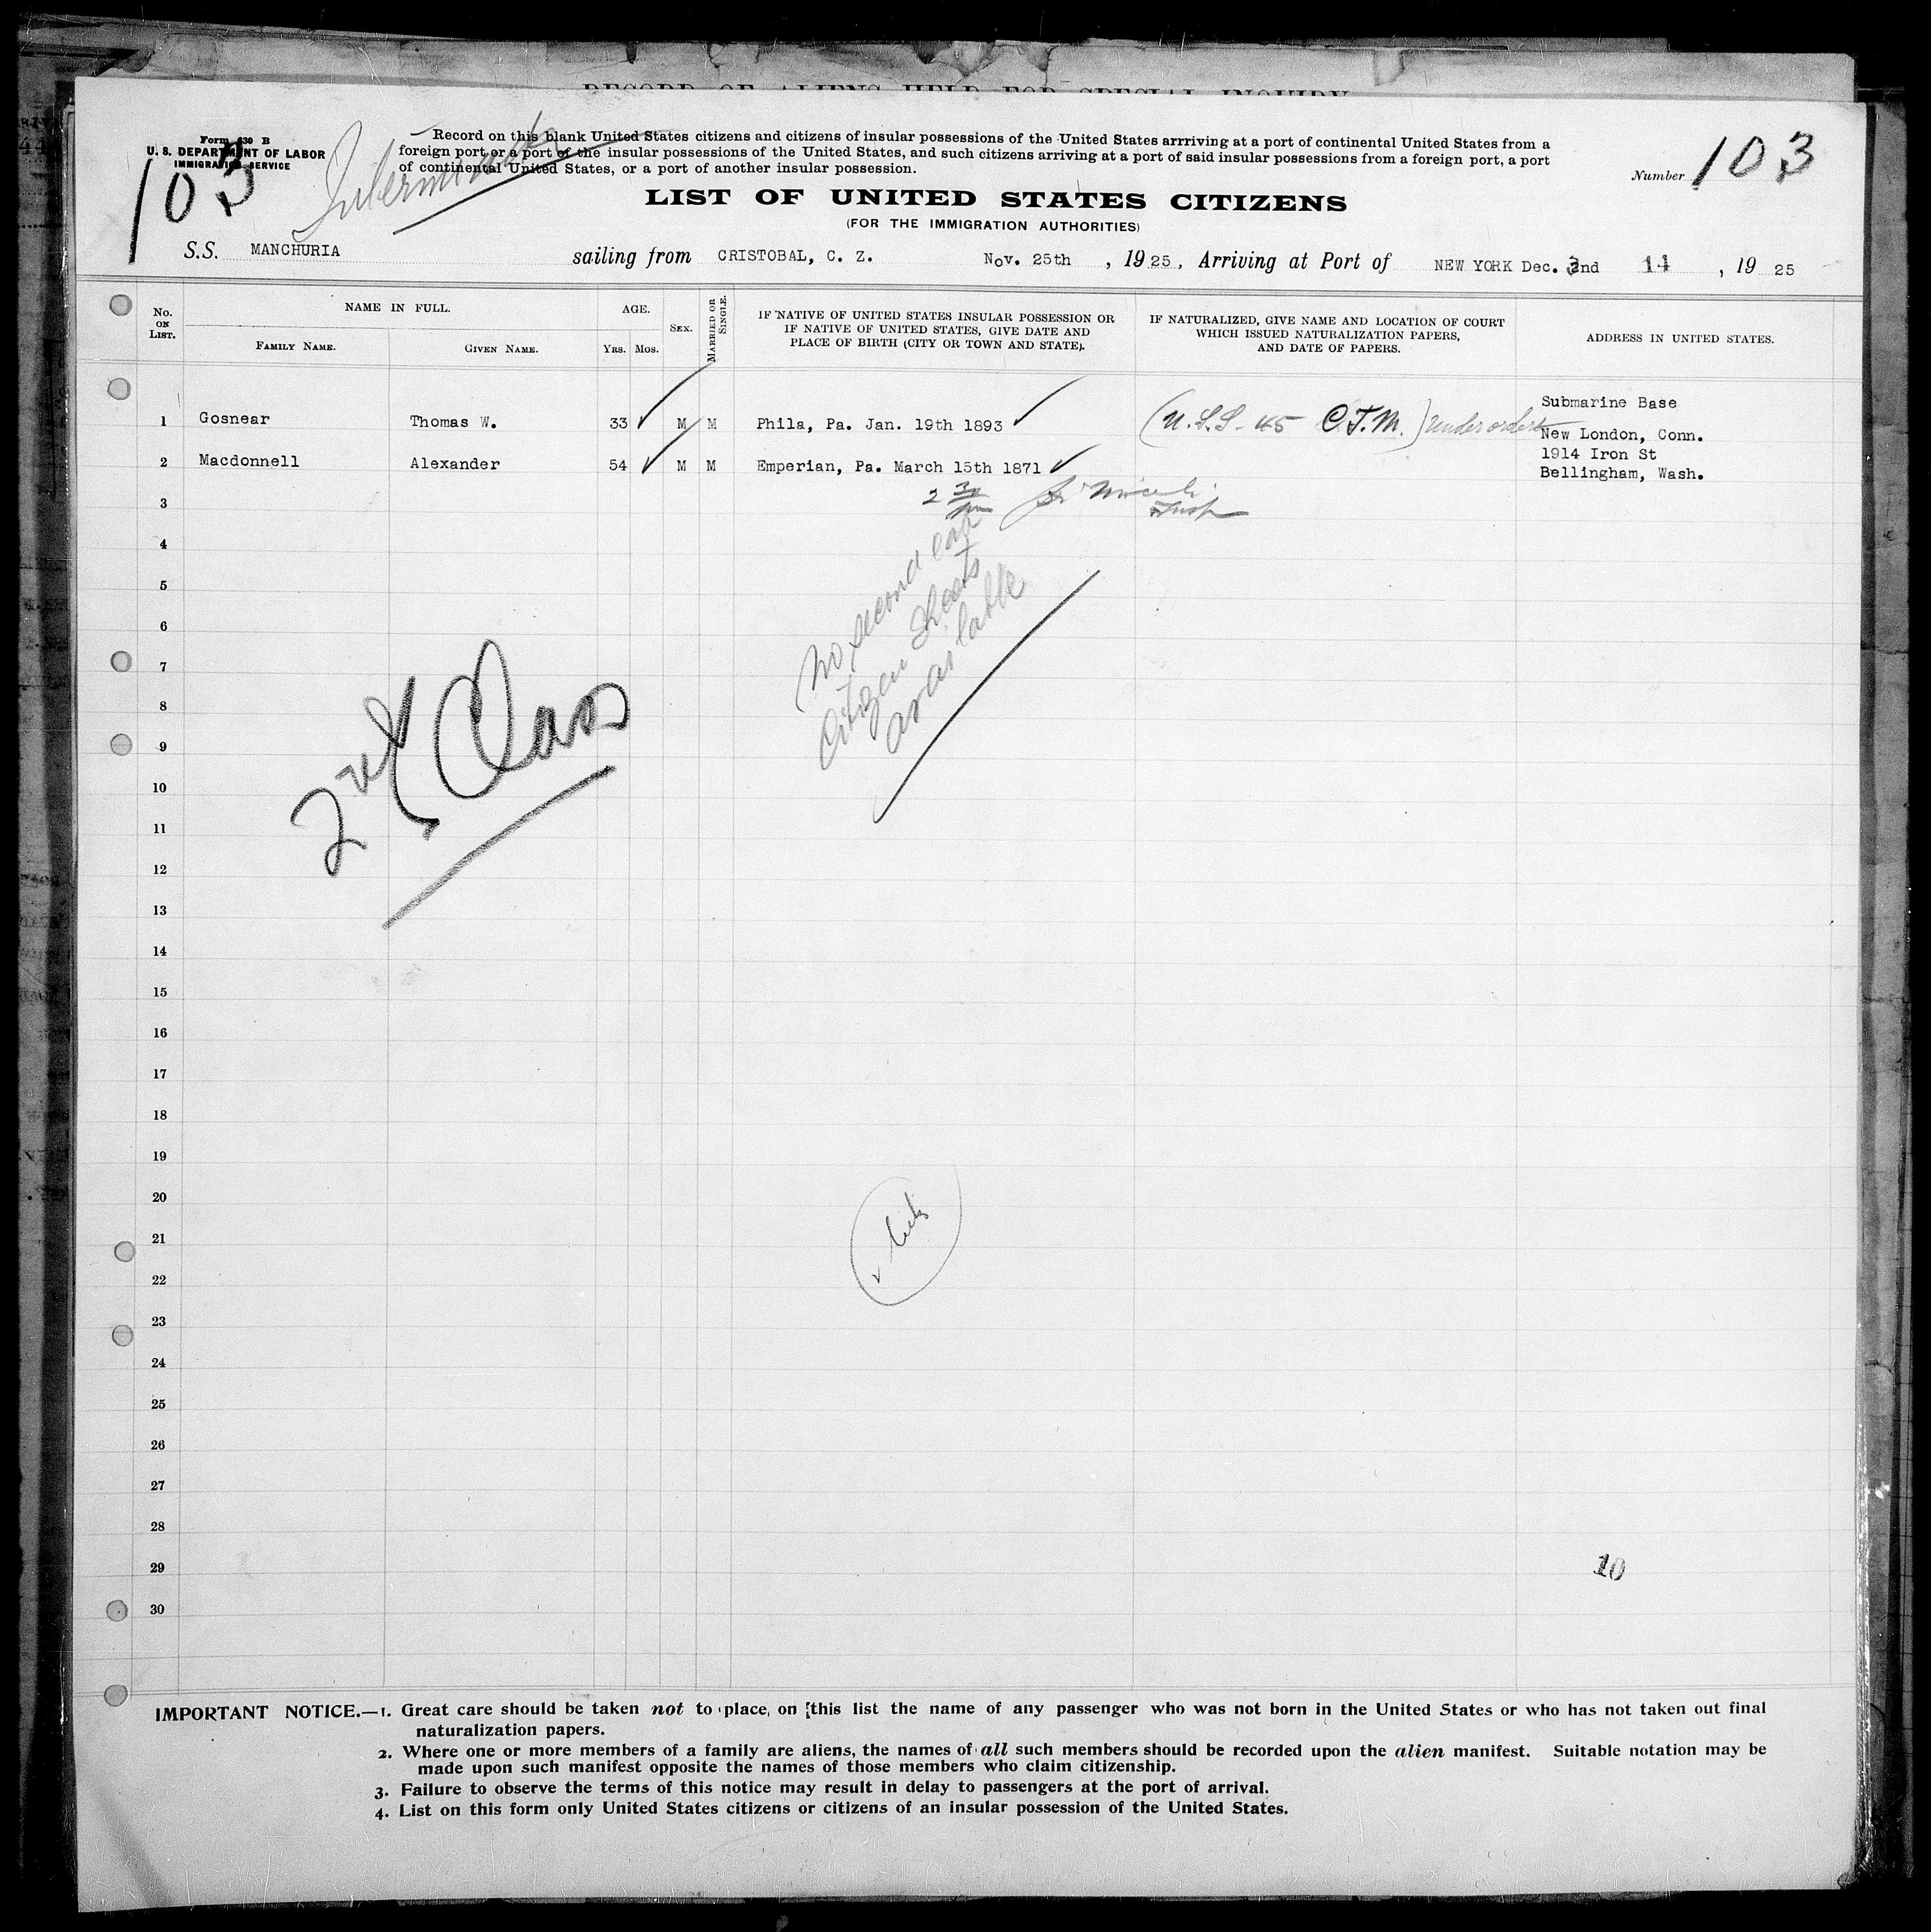 RECORD OF ALIENS HELD FOR SPECIAL INQUIRY
Form 630 B
U. S. DEPARTMENT OF LABOR
IMMIGRATION SERVICE
103
Intermediate
Record on this blank United States citizens and citizens of insular possessions of the United States arrriving at a port of continental United States from a
foreign port or a port of the insular possessions of the United States, and such citizens arriving at a port of said insular possessions from a foreign port, a port
of continental United States, or a port of another insular possession.
Number 103
LIST OF UNITED STATES CITIZENS
(FOR THE IMMIGRATION AUTHORITIES)
S.S. MANCHURIA sailing from CRISTOBAL, C. Z. Nov. 25th , 1925, Arriving at Port of NEW YORK Dec. 2nd 11 , 19 25
No. ON LIST.
NAME IN FULL.
FAMILY NAME.
GIVEN NAME.
AGE.
YRS. MOS.
SEX.
MARRIED OR SINGLE.
IF NATIVE OF UNITED STATES INSULAR POSSESSION OR
IF NATIVE OF UNITED STATES, GIVE DATE AND
PLACE OF BIRTH (CITY OR TOWN AND STATE).
IF NATURALIZED, GIVE NAME AND LOCATION OF COURT
WHICH ISSUED NATURALIZATION PAPERS,
AND DATE OF PAPERS.
ADDRESS IN UNITED STATES.
Submarine Base
1 Gosnear Thomas W. 33 M M Phila, Pa. Jan. 19th 1893 (U.S.S. - 45 C.T.M.) Under orders New London, Conn.
1914 Iron St
2 Macdonnell Alexander 54 M M Emperian, Pa. March 15th 1871 Bellingham, Wash.
2 30 pm
3
No second cab
Citizen Sheets
available
4
5
6
7
2nd Class
8
9
10
11
12
13
14
15
16
17
18
19
20
21
22
23
24
25
26
27
28
29
10
30
IMPORTANT NOTICE.—1. Great care should be taken not to place on this list the name of any passenger who was not born in the United States or who has not taken out final
naturalization papers.
2. Where one or more members of a family are aliens, the names of all such members should be recorded upon the alien manifest. Suitable notation may be
made upon such manifest opposite the names of those members who claim citizenship.
3. Failure to observe the terms of this notice may result in delay to passengers at the port of arrival.
4. List on this form only United States citizens or citizens of an insular possession of the United States.